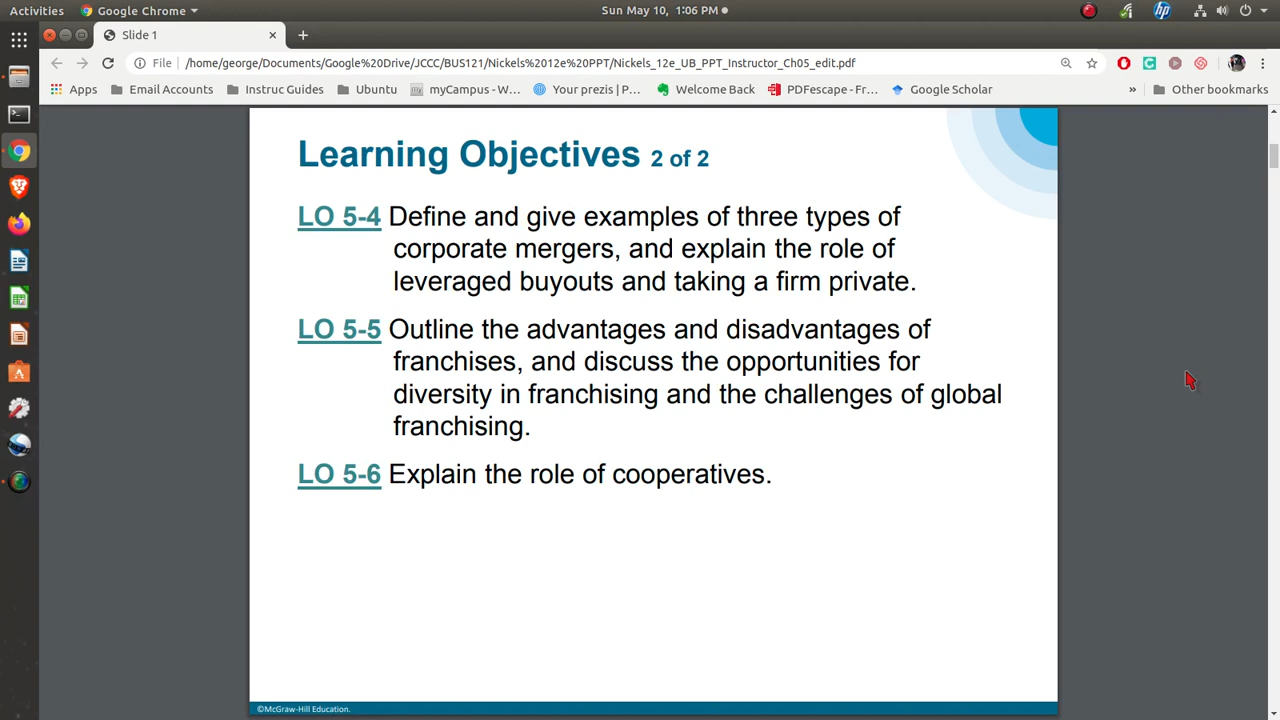 Activities
Google Chrome
Sun May 10, 1:06 PM
Slide 1
File
/home/george/Documents/Google%20Drive/JCCC/BUS121/Nickels%2012e%20PPT/Nickels_12e_UB_PPT_Instructor_Ch05_edit.pdf
Apps
Email Accounts
Instruc Guides
Ubuntu
myCampus - W...
Your prezis | P...
Welcome Back
PDFescape - Fr...
Google Scholar
»
Other bookmarks
Learning Objectives 2 of 2
LO 5-4 Define and give examples of three types of
corporate mergers, and explain the role of
leveraged buyouts and taking a firm private.
LO 5-5 Outline the advantages and disadvantages of
franchises, and discuss the opportunities for
diversity in franchising and the challenges of global
franchising.
LO 5-6 Explain the role of cooperatives.
©McGraw-Hill Education.